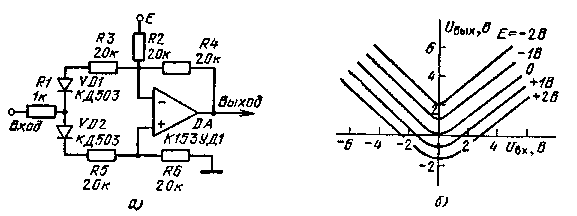 E
R3
20к
R2
20к
R4
20к
R1
1к
VD1
КД503
Вход
VD2
КД503
Выход
DA
К153УД1
R5
20к
R6
20к
а)
Uвых, В
E=-2В
-1В
0
+1В
+2В
6
4
2
-2
-6 -4 -2 0 2 4 Uвх, В
б)